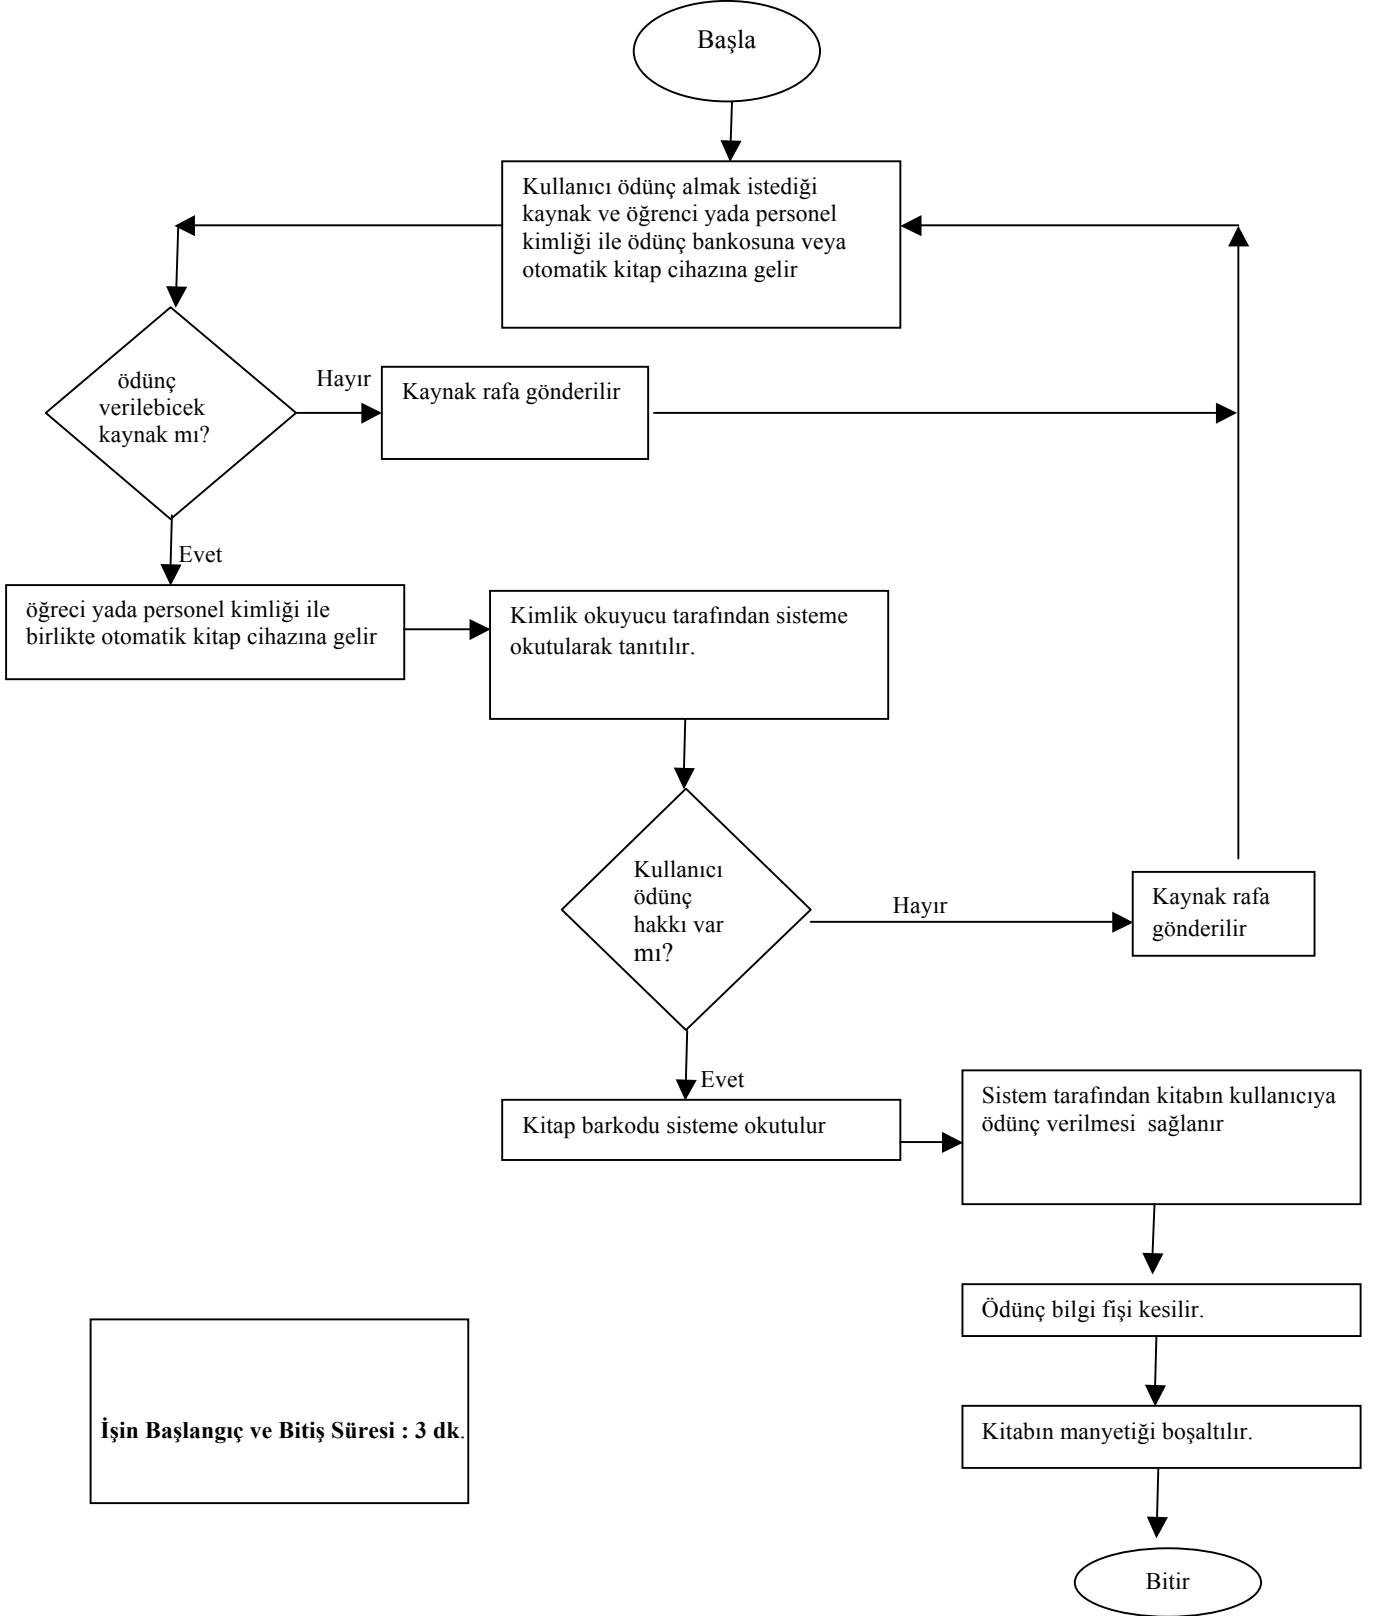 Başla
Kullanıcı ödünç almak istediği
kaynak ve öğrenci yada personel
kimliği ile ödünç bankosuna veya
otomatik kitap cihazına gelir
ödünç
verilebicek
kaynak mı?
Hayır
Kaynak rafa gönderilir
Evet
öğreci yada personel kimliği ile
birlikte otomatik kitap cihazına gelir
Kimlik okuyucu tarafından sisteme
okutularak tanıtılır.
Kullanıcı
ödünç
hakkı var
mı?
Hayır
Kaynak rafa
gönderilir
Evet
Kitap barkodu sisteme okutulur
Sistem tarafından kitabın kullanıcıya
ödünç verilmesi  sağlanır
Ödünç bilgi fişi kesilir.
İşin Başlangıç ve Bitiş Süresi : 3 dk.
Kitabın manyetiği boşaltılır.
Bitir